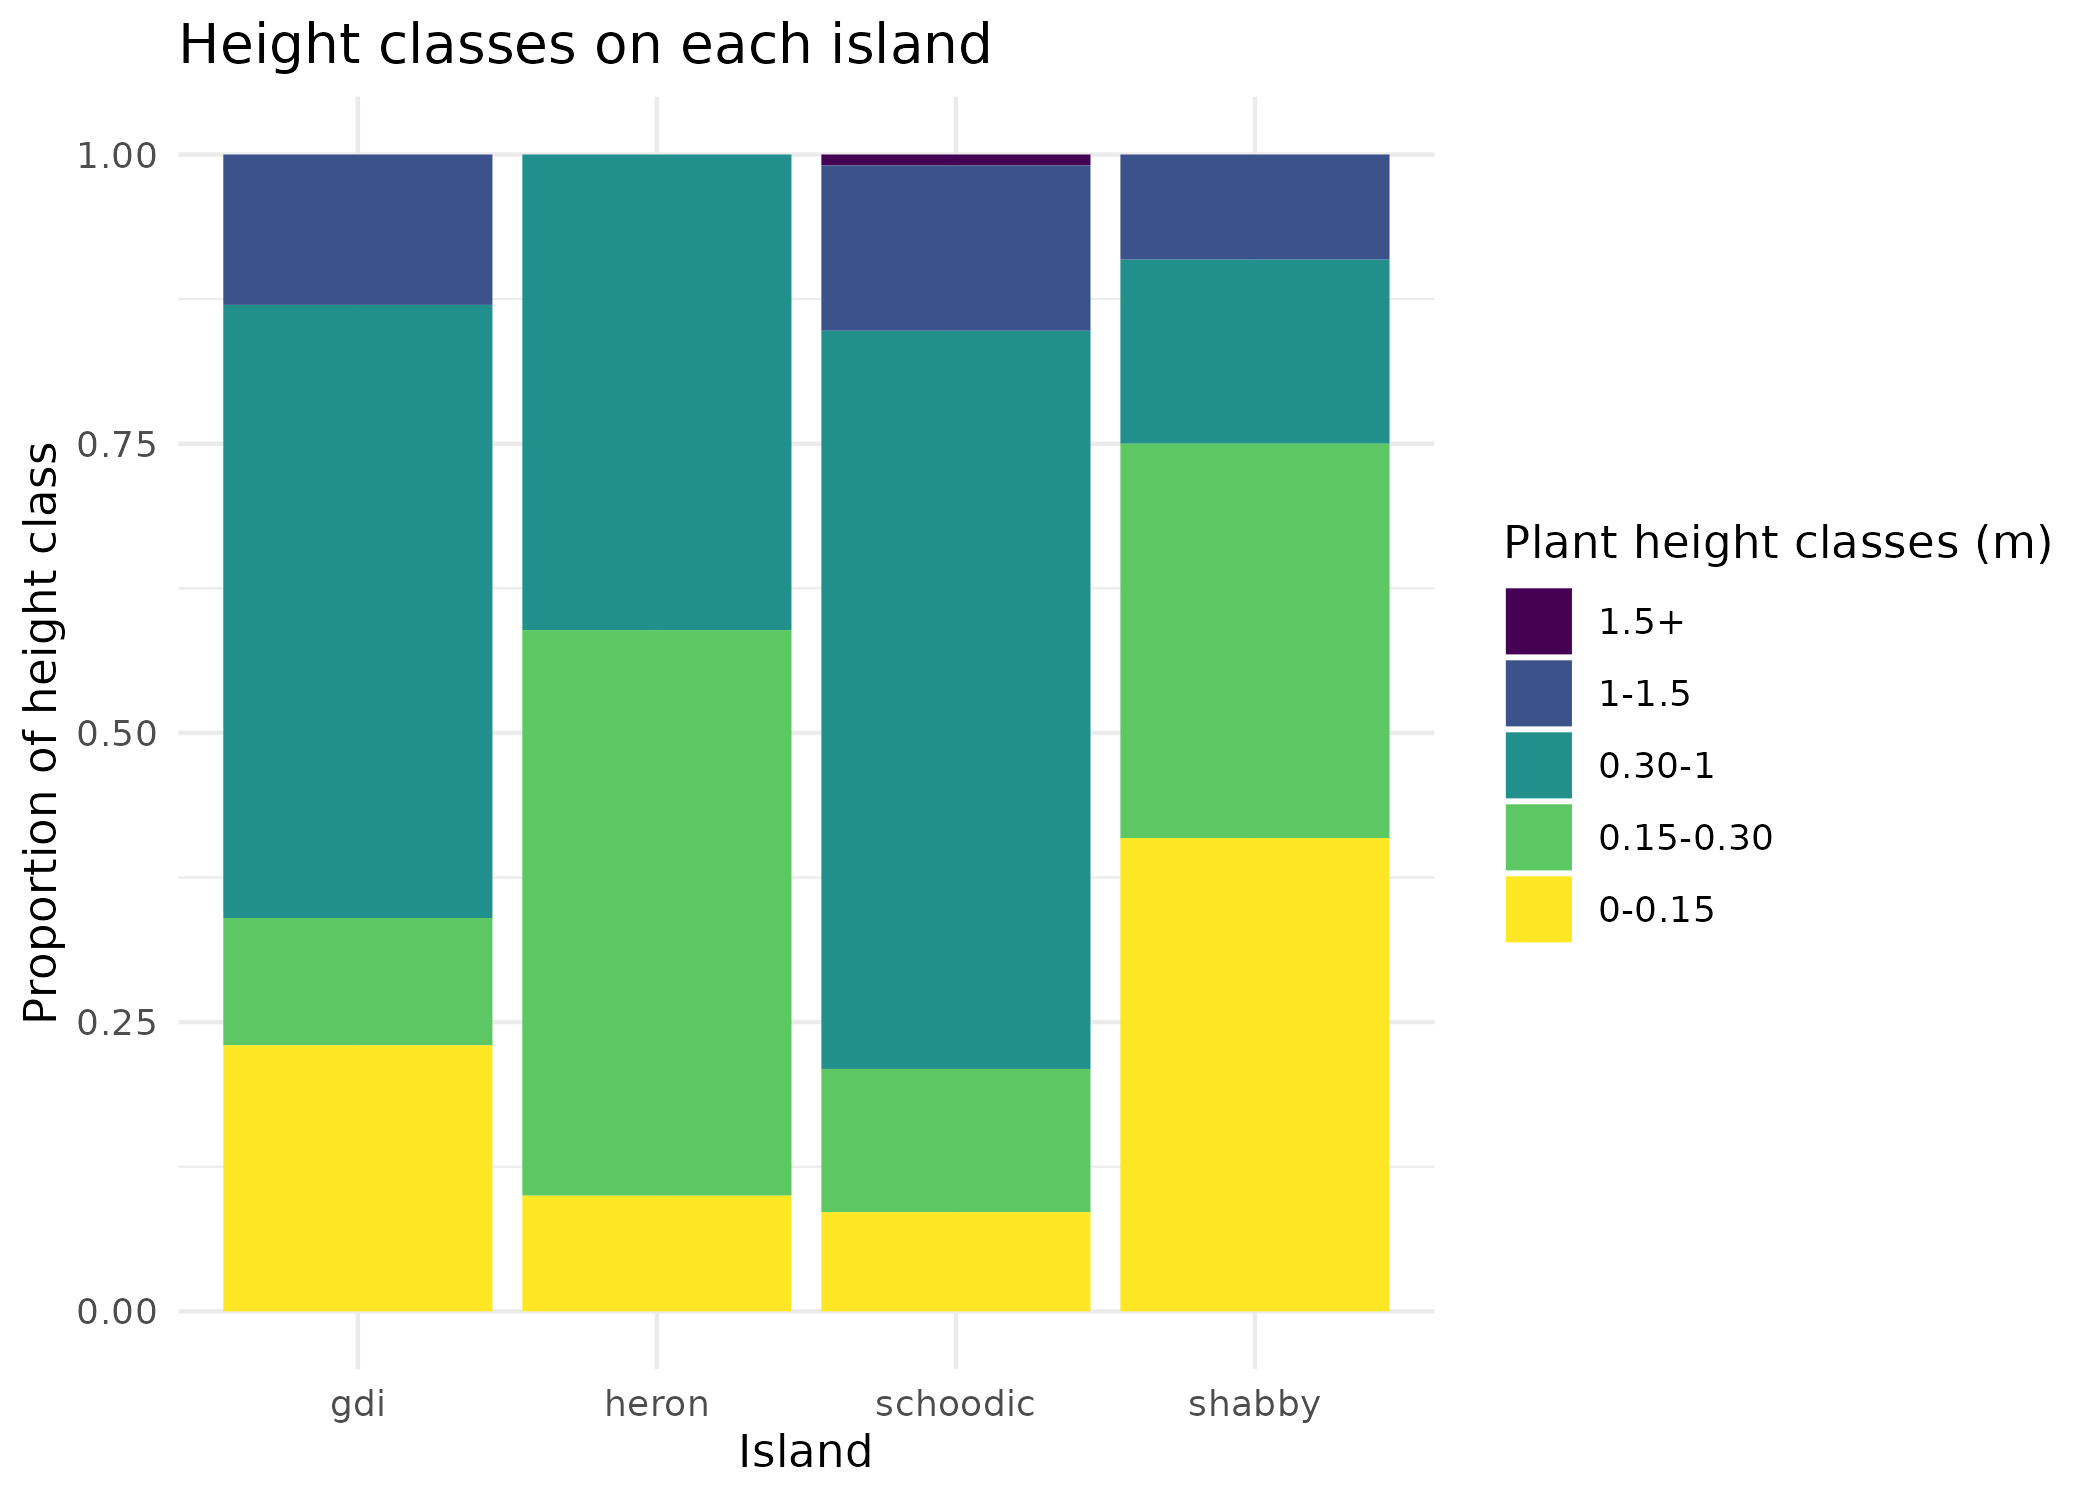 Height classes on each island
Proportion of height class
1.00
0.75
0.50
0.25
0.00
gdi
heron
schoodic
shabby
Island
Plant height classes (m)
1.5+
1-1.5
0.30-1
0.15-0.30
0-0.15